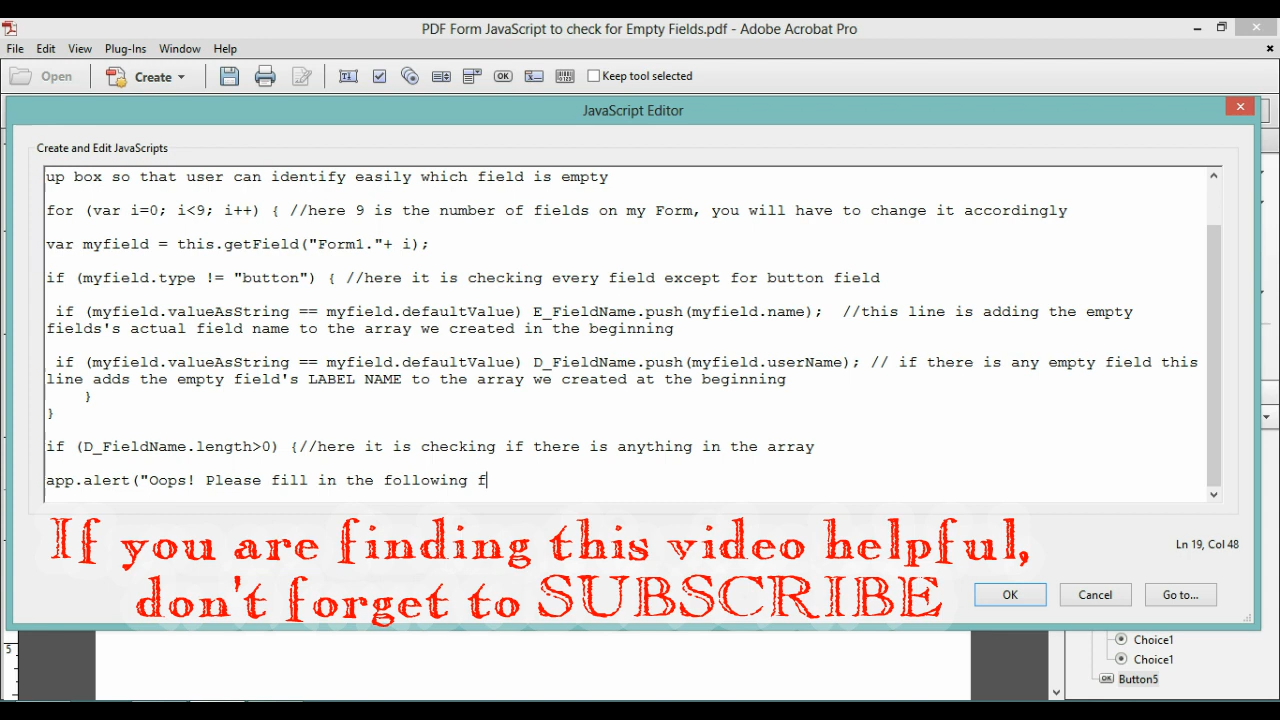 PDF Form JavaScript to check for Empty Fields.pdf - Adobe Acrobat Pro
File Edit View Plug-Ins Window Help
Open Create OK Keep tool selected
JavaScript Editor
Create and Edit JavaScripts
up box so that user can identify easily which field is empty
for (var i=0; i<9; i++) { //here 9 is the number of fields on my Form, you will have to change it accordingly
var myfield = this.getField("Form1."+ i);
if (myfield.type != "button") { //here it is checking every field except for button field
if (myfield.valueAsString == myfield.defaultValue) E_FieldName.push(myfield.name);  //this line is adding the empty
fields's actual field name to the array we created in the beginning
if (myfield.valueAsString == myfield.defaultValue) D_FieldName.push(myfield.userName); // if there is any empty field this
line adds the empty field's LABEL NAME to the array we created at the beginning
}
}
if (D_FieldName.length>0) {//here it is checking if there is anything in the array
app.alert("Oops! Please fill in the following f
If you are finding this video helpful,
don't forget to SUBSCRIBE
Ln 19, Col 48
OK Cancel Go to...
5
Choice1
Choice1
OK Button5